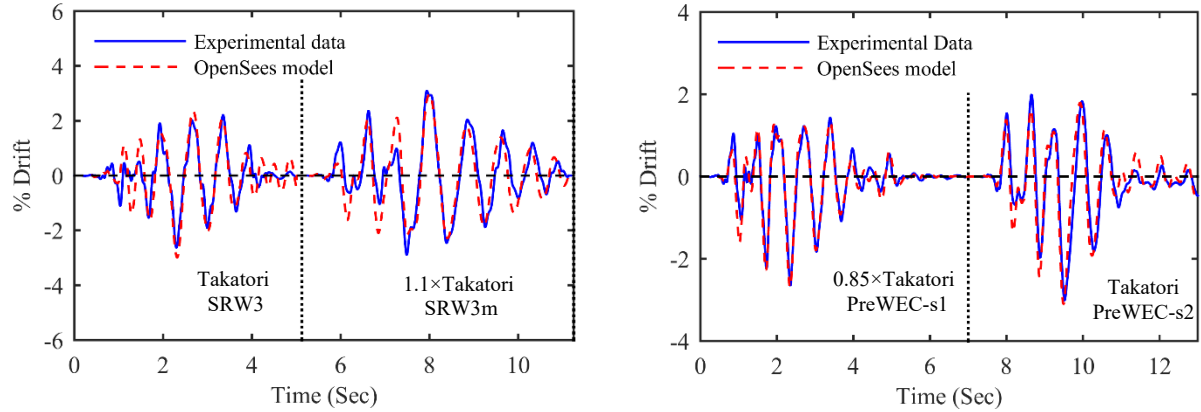 6
4
2
0
-2
-4
-6
% Drift
Experimental data
OpenSees model
Takatori
SRW3
1.1×Takatori
SRW3m
0
2
4
6
8
10
Time (Sec)
4
2
0
-2
-4
% Drift
Experimental Data
OpenSees model
0.85×Takatori
PreWEC-s1
Takatori
PreWEC-s2
0
2
4
6
8
10
12
Time (Sec)